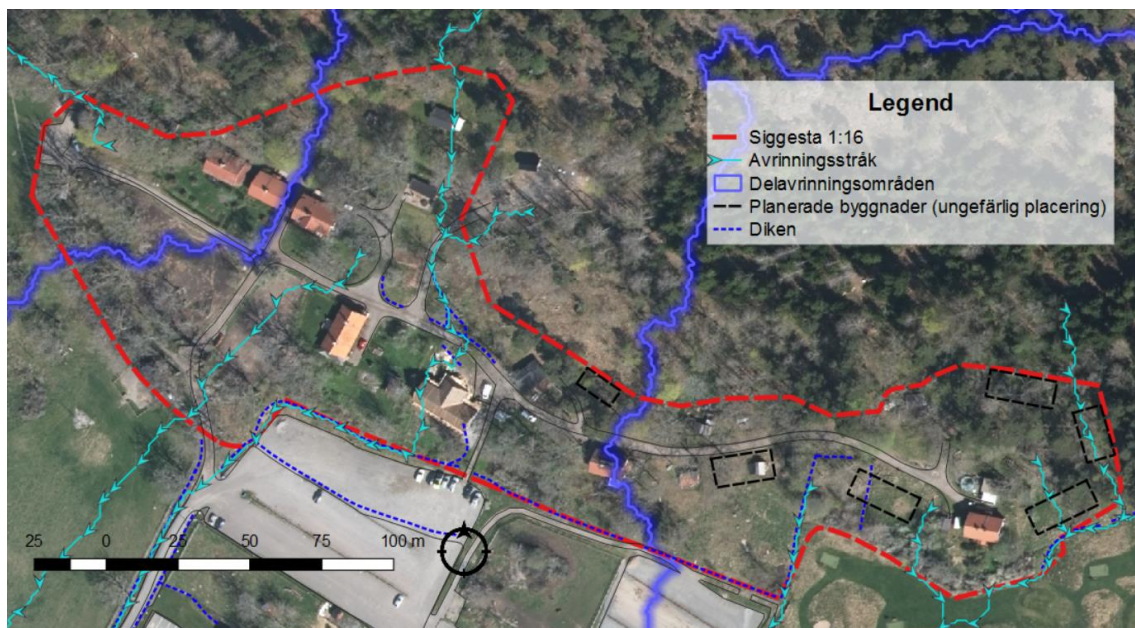 Legend
Siggesta 1:16
Avrinningsstråk
Delavrinningsområden
Planerade byggnader (ungefärlig placering)
Diken
25 0 25 50 75 100 m